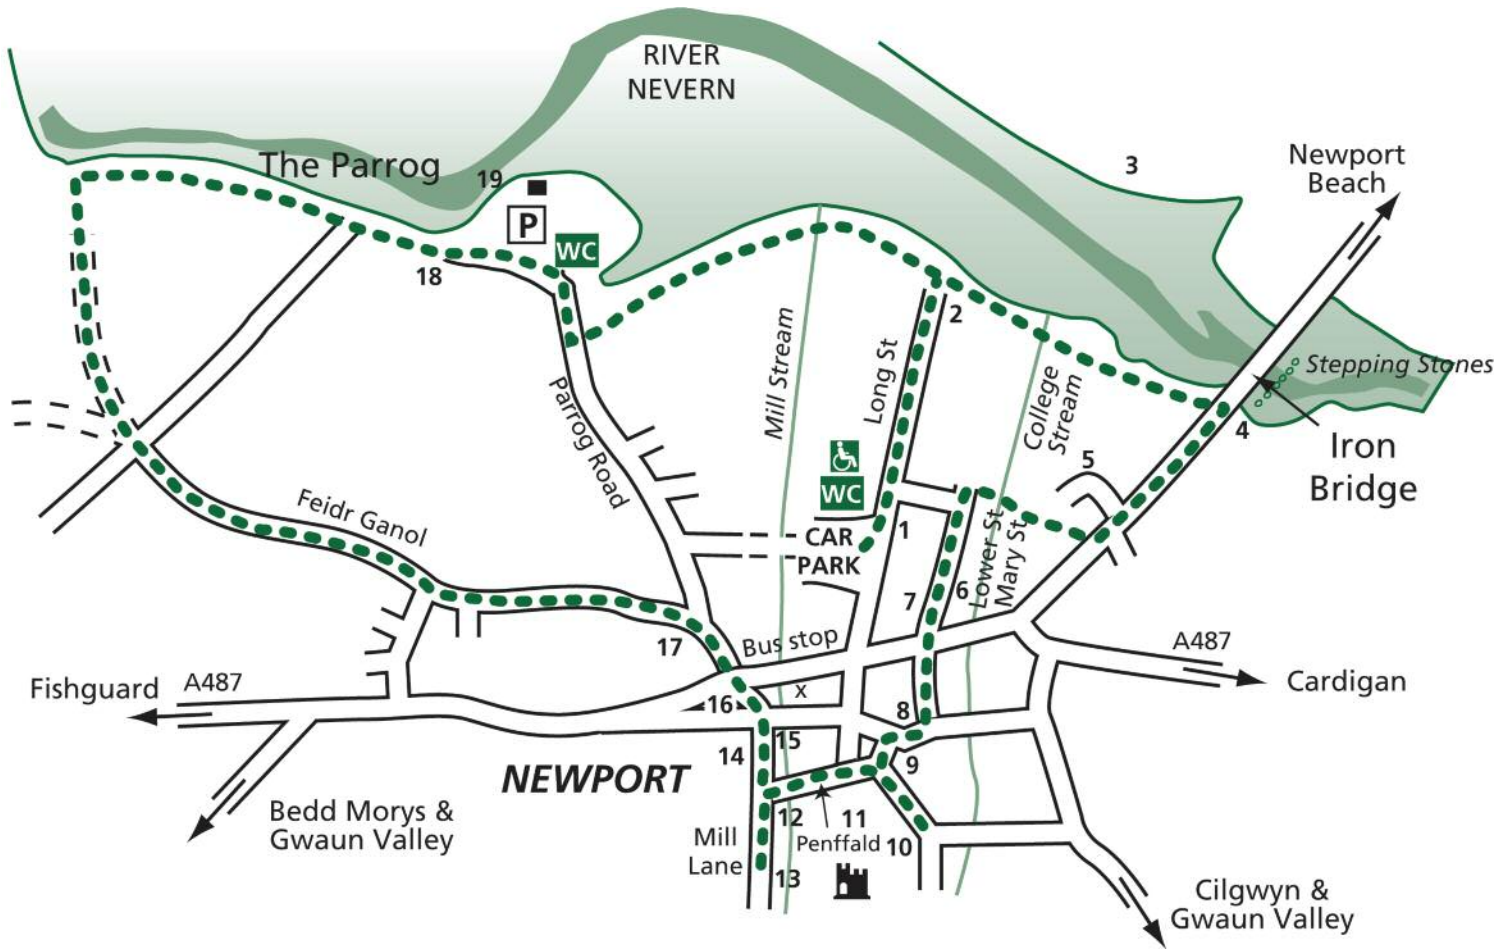 RIVER
NEVERN
The Parrog
19
3
Newport
Beach
P
WC
18
2
Mill Stream
Long St
College
Stream
Stepping Stones
4
Iron
Bridge
Parrog Road
5
WC
Feidr Ganol
CAR
PARK
1
Lower St
Mary St
7
6
17
Bus stop
A487
Cardigan
Fishguard
A487
16
x
8
15
14
9
NEWPORT
Bedd Morys &
Gwaun Valley
12
11
Mill
Lane
Penffald
10
13
Cilgwyn &
Gwaun Valley